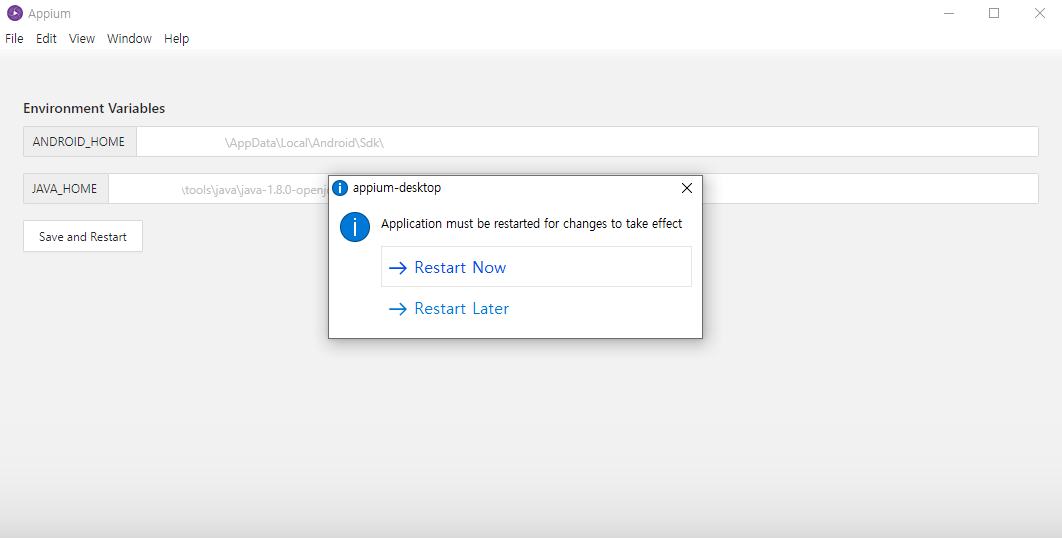 Appium
File Edit View Window Help
Environment Variables
ANDROID_HOME \AppData\Local\Android\Sdk\
JAVA_HOME \tools\java\java-1.8.0-openj
Save and Restart
appium-desktop
Application must be restarted for changes to take effect
Restart Now
Restart Later